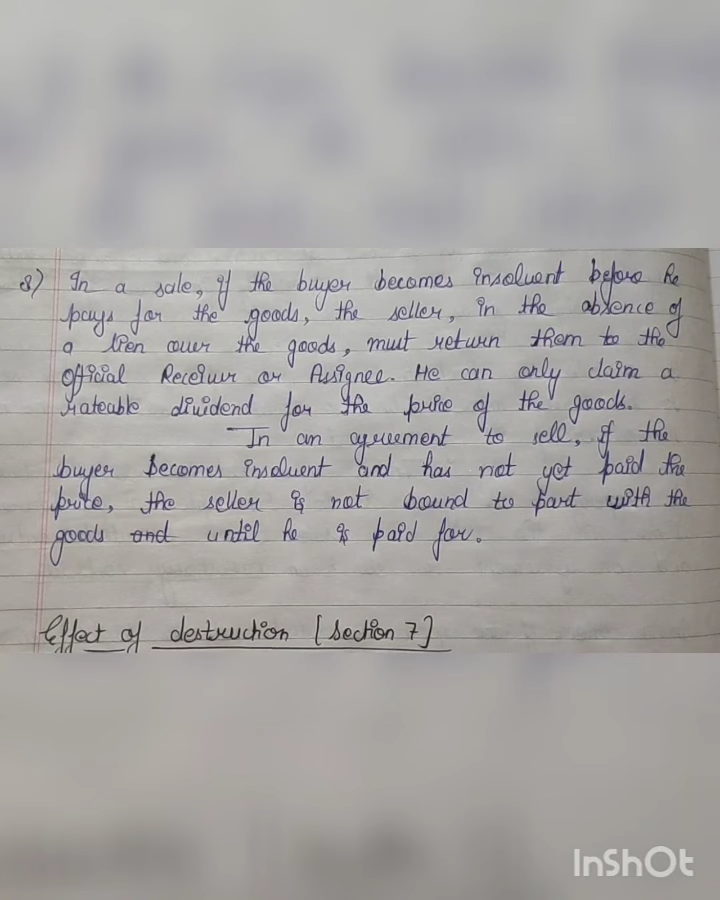 8) In a sale, if the buyer becomes insolvent before he
pays for the goods, the seller, in the absence of
a lien over the goods, must return them to the
Official Receiver or Assignee. He can only claim a
rateable dividend for the price of the goods.
In an agreement to sell, if the
buyer becomes insolvent and has not yet paid the
price, the seller is not bound to part with the
goods and until he is paid for.
Effect of destruction [section 7]
InShOt